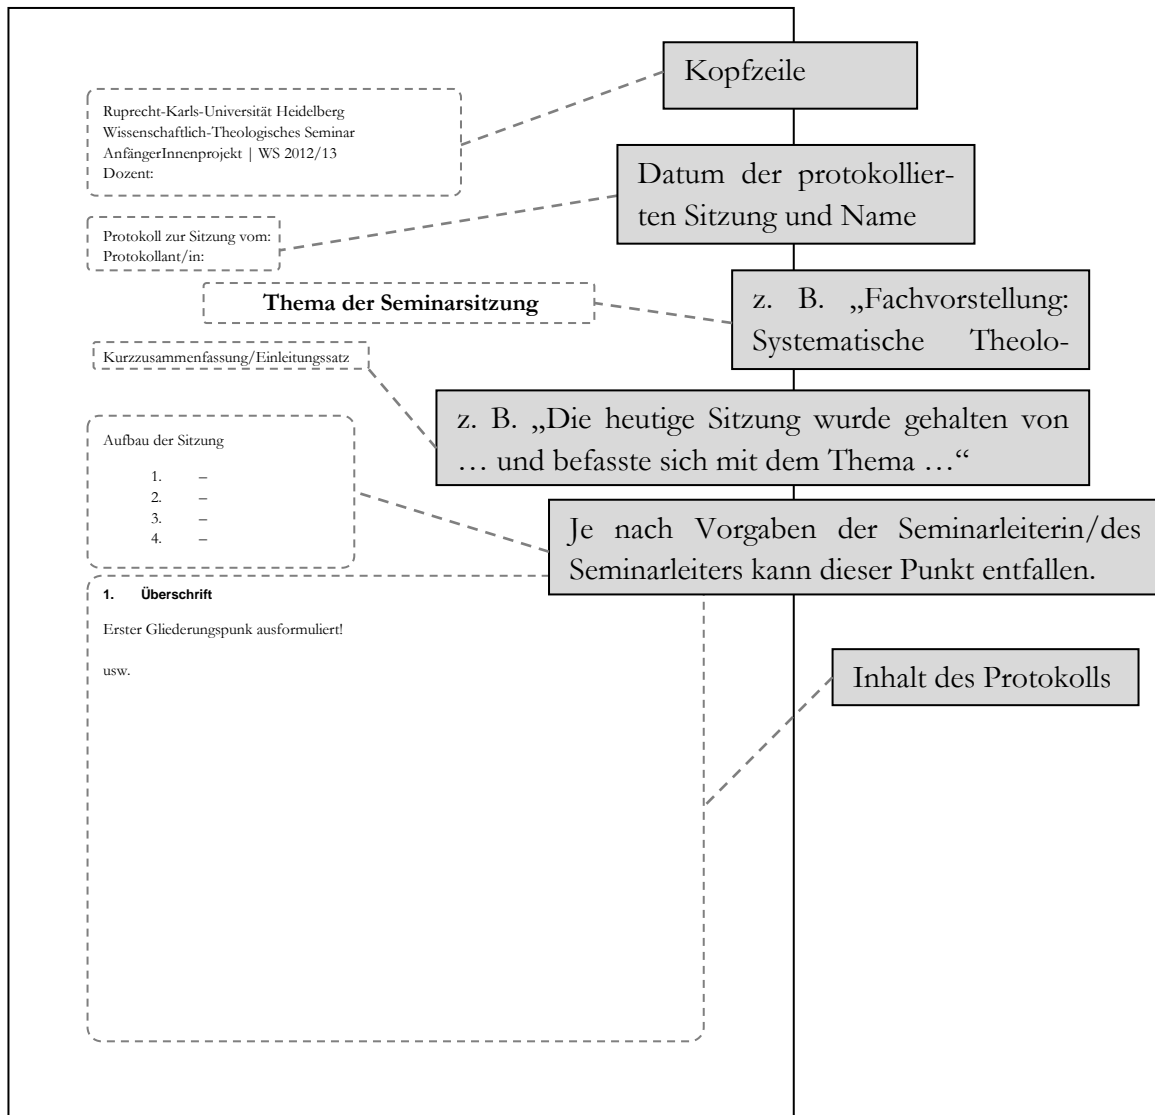 Kopfzeile
Ruprecht-Karls-Universität Heidelberg
Wissenschaftlich-Theologisches Seminar
AnfängerInnenprojekt | WS 2012/13
Dozent:
Datum der protokollier-
ten Sitzung und Name
Protokoll zur Sitzung vom:
Protokollant/in:
Thema der Seminarsitzung
z. B. „Fachvorstellung:
Systematische Theolo-
Kurzzusammenfassung/Einleitungssatz
z. B. „Die heutige Sitzung wurde gehalten von
… und befasste sich mit dem Thema …“
Aufbau der Sitzung
1. –
2. –
3. –
4. –
Je nach Vorgaben der Seminarleiterin/des
Seminarleiters kann dieser Punkt entfallen.
1. Überschrift
Erster Gliederungspunk ausformuliert!
usw.
Inhalt des Protokolls